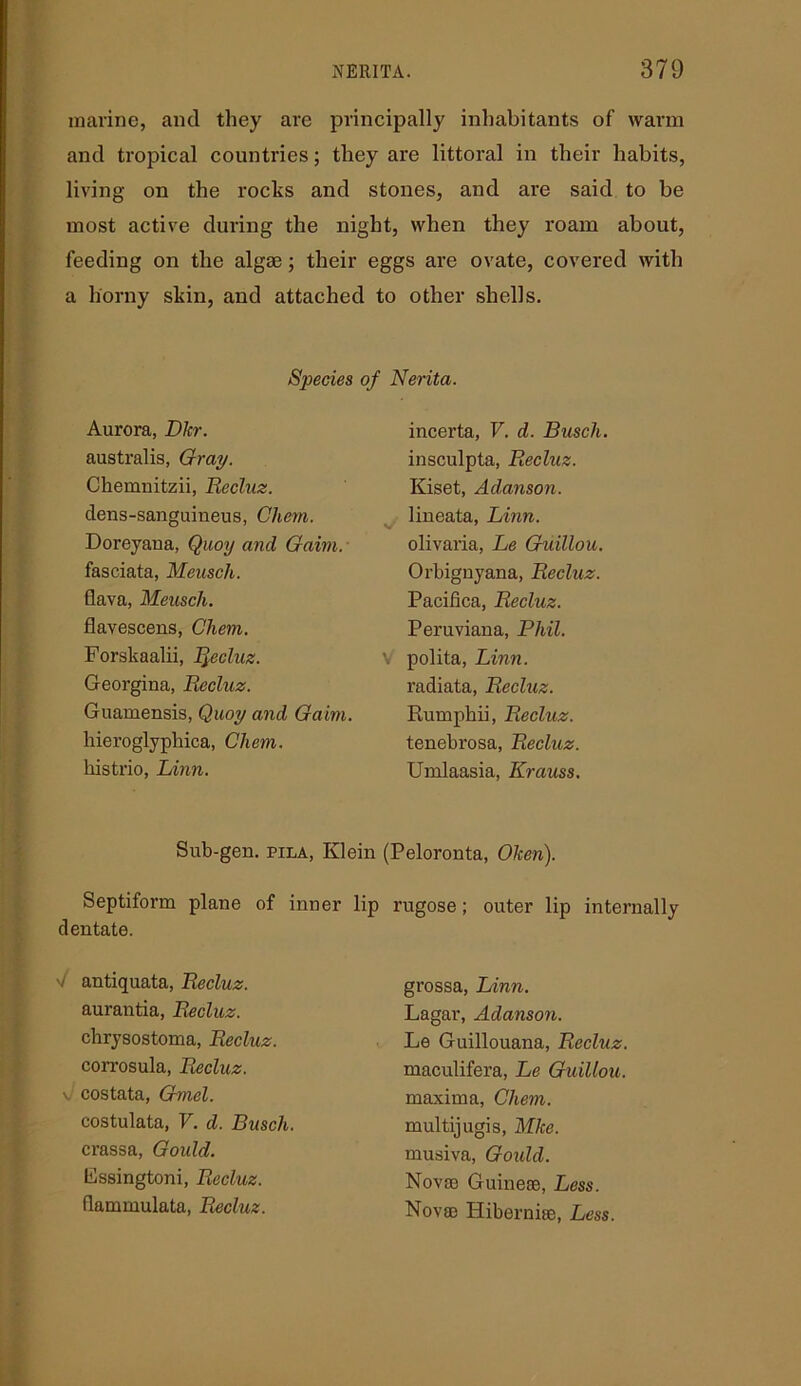 NERITA. 379
marine, and they are principally inhabitants of warm
and tropical countries; they are littoral in their habits,
living on the rocks and stones, and are said to be
most active during the night, when they roam about,
feeding on the algæ; their eggs are ovate, covered with
a horny skin, and attached to other shells.
Species of Nerita.
Aurora, Dkr.
australis, Gray.
Chemnitzii, Recluz.
dens-sanguineus, Chem.
Doreyana, Quoy and Gaim.
fasciata, Meusch.
flava, Meusch.
flavescens, Chem.
Forskaalii, Recluz.
Georgina, Recluz.
Guamensis, Quoy and Gaim.
hieroglyphica, Chem.
histrio, Linn.
incerta, V. d. Busch.
insculpta, Recluz.
Kiset, Adanson.
lineata, Linn.
olivaria, Le Guillou.
Orbignyana, Recluz.
Pacifica, Recluz.
Peruviana, Phil.
polita, Linn.
radiata, Recluz.
Rumphii, Recluz.
tenebrosa, Recluz.
Umlaasia, Krauss.
Sub-gen. PILA, Klein (Peloronta, Oken).
Septiform plane of inner lip rugose; outer lip internally
dentate.
√ antiquata, Recluz.
aurantia, Recluz.
chrysostoma, Recluz.
corrosula, Recluz.
√ costata, Gmel.
costulata, V. d. Busch.
crassa, Gould.
Essingtoni, Recluz.
flammulata, Recluz.
grossa, Linn.
Lagar, Adanson.
Le Guillouana, Recluz.
maculifera, Le Guillou.
maxima, Chem.
multijugis, Mke.
musiva, Gould.
Novæ Guineæ, Less.
Novæ Hiberniæ, Less.